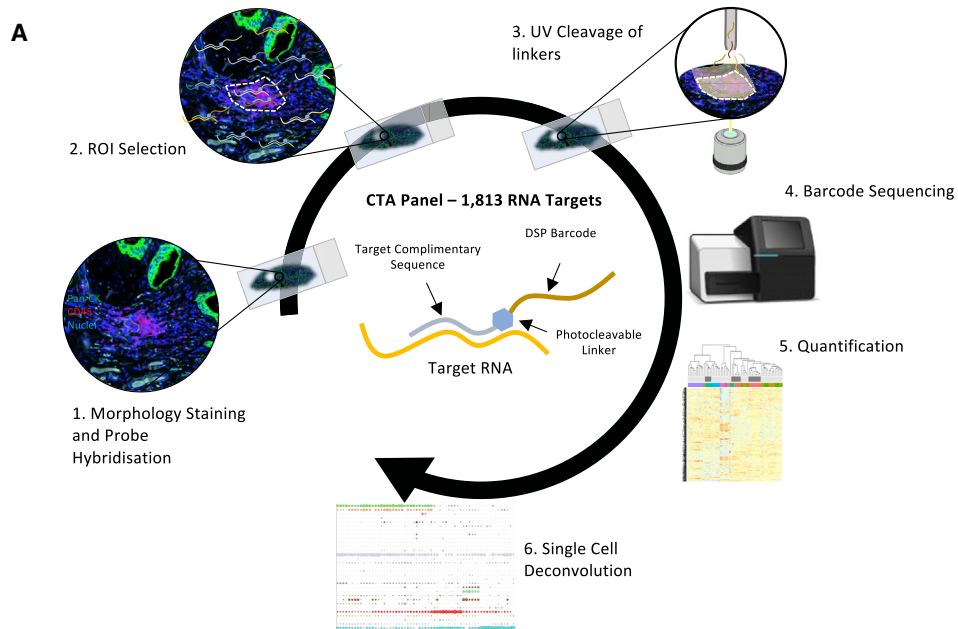 A
3. UV Cleavage of
linkers
2. ROI Selection
4. Barcode Sequencing
CTA Panel – 1,813 RNA Targets
DSP Barcode
Target Complimentary
Sequence
Photocleavable
Linker
Target RNA
Pan-CK
CD45
Nuclei
1. Morphology Staining
and Probe
Hybridisation
5. Quantification
6. Single Cell
Deconvolution